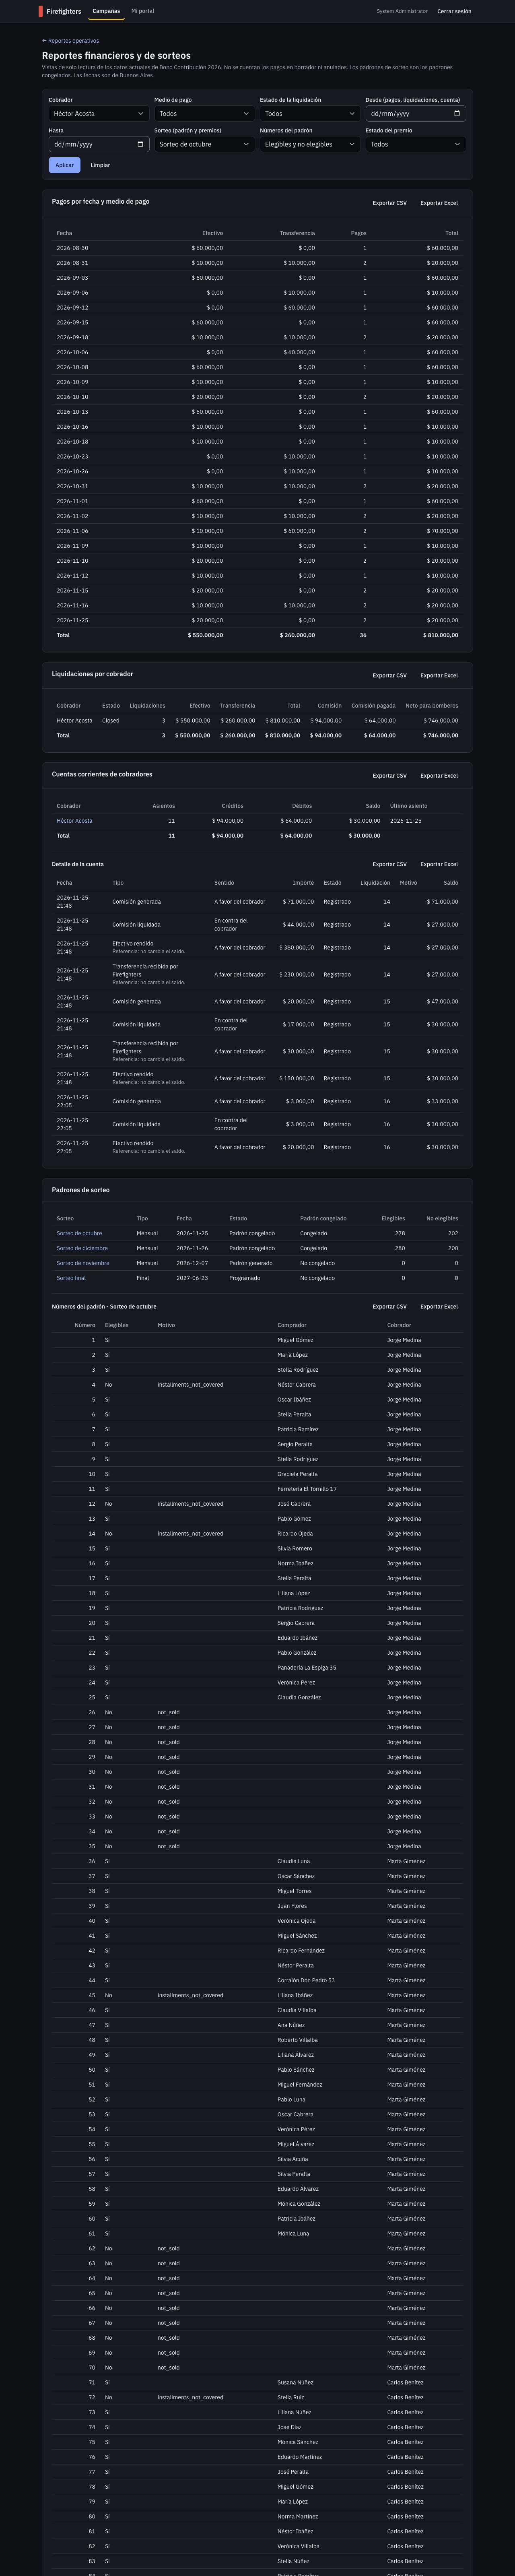 Firefighters Campañas Mi portal System Administrator Cerrar sesión
← Reportes operativos
Reportes financieros y de sorteos
Vistas de solo lectura de los datos actuales de Bono Contribución 2026. No se cuentan los pagos en borrador ni anulados. Los padrones de sorteo son los padrones
congelados. Las fechas son de Buenos Aires.
Cobrador Medio de pago Estado de la liquidación Desde (pagos, liquidaciones, cuenta)
Héctor Acosta Todos Todos dd/mm/yyyy
Hasta Sorteo (padrón y premios) Números del padrón Estado del premio
dd/mm/yyyy Sorteo de octubre Elegibles y no elegibles Todos
Aplicar Limpiar
Pagos por fecha y medio de pago Exportar CSV Exportar Excel
Fecha Efectivo Transferencia Pagos Total
2026-08-30 $ 60.000,00 $ 0,00 1 $ 60.000,00
2026-08-31 $ 10.000,00 $ 10.000,00 2 $ 20.000,00
2026-09-03 $ 60.000,00 $ 0,00 1 $ 60.000,00
2026-09-06 $ 0,00 $ 10.000,00 1 $ 10.000,00
2026-09-12 $ 0,00 $ 60.000,00 1 $ 60.000,00
2026-09-15 $ 60.000,00 $ 0,00 1 $ 60.000,00
2026-09-18 $ 10.000,00 $ 10.000,00 2 $ 20.000,00
2026-10-06 $ 0,00 $ 60.000,00 1 $ 60.000,00
2026-10-08 $ 60.000,00 $ 0,00 1 $ 60.000,00
2026-10-09 $ 10.000,00 $ 0,00 1 $ 10.000,00
2026-10-10 $ 20.000,00 $ 0,00 2 $ 20.000,00
2026-10-13 $ 60.000,00 $ 0,00 1 $ 60.000,00
2026-10-16 $ 10.000,00 $ 0,00 1 $ 10.000,00
2026-10-18 $ 10.000,00 $ 0,00 1 $ 10.000,00
2026-10-23 $ 0,00 $ 10.000,00 1 $ 10.000,00
2026-10-26 $ 0,00 $ 10.000,00 1 $ 10.000,00
2026-10-31 $ 10.000,00 $ 10.000,00 2 $ 20.000,00
2026-11-01 $ 60.000,00 $ 0,00 1 $ 60.000,00
2026-11-02 $ 10.000,00 $ 10.000,00 2 $ 20.000,00
2026-11-06 $ 10.000,00 $ 60.000,00 2 $ 70.000,00
2026-11-09 $ 10.000,00 $ 0,00 1 $ 10.000,00
2026-11-10 $ 20.000,00 $ 0,00 2 $ 20.000,00
2026-11-12 $ 10.000,00 $ 0,00 1 $ 10.000,00
2026-11-15 $ 20.000,00 $ 0,00 2 $ 20.000,00
2026-11-16 $ 10.000,00 $ 10.000,00 2 $ 20.000,00
2026-11-25 $ 20.000,00 $ 0,00 2 $ 20.000,00
Total $ 550.000,00 $ 260.000,00 36 $ 810.000,00
Liquidaciones por cobrador Exportar CSV Exportar Excel
Cobrador Estado Liquidaciones Efectivo Transferencia Total Comisión Comisión pagada Neto para bomberos
Héctor Acosta Closed 3 $ 550.000,00 $ 260.000,00 $ 810.000,00 $ 94.000,00 $ 64.000,00 $ 746.000,00
Total 3 $ 550.000,00 $ 260.000,00 $ 810.000,00 $ 94.000,00 $ 64.000,00 $ 746.000,00
Cuentas corrientes de cobradores Exportar CSV Exportar Excel
Cobrador Asientos Créditos Débitos Saldo Último asiento
Héctor Acosta 11 $ 94.000,00 $ 64.000,00 $ 30.000,00 2026-11-25
Total 11 $ 94.000,00 $ 64.000,00 $ 30.000,00
Detalle de la cuenta Exportar CSV Exportar Excel
Fecha Tipo Sentido Importe Estado Liquidación Motivo Saldo
2026-11-25 21:48 Comisión generada A favor del cobrador $ 71.000,00 Registrado 14 $ 71.000,00
2026-11-25 21:48 Comisión liquidada En contra del cobrador $ 44.000,00 Registrado 14 $ 27.000,00
2026-11-25 21:48 Efectivo rendido Referencia: no cambia el saldo. A favor del cobrador $ 380.000,00 Registrado 14 $ 27.000,00
2026-11-25 21:48 Transferencia recibida por Firefighters Referencia: no cambia el saldo. A favor del cobrador $ 230.000,00 Registrado 14 $ 27.000,00
2026-11-25 21:48 Comisión generada A favor del cobrador $ 20.000,00 Registrado 15 $ 47.000,00
2026-11-25 21:48 Comisión liquidada En contra del cobrador $ 17.000,00 Registrado 15 $ 30.000,00
2026-11-25 21:48 Transferencia recibida por Firefighters Referencia: no cambia el saldo. A favor del cobrador $ 30.000,00 Registrado 15 $ 30.000,00
2026-11-25 21:48 Efectivo rendido Referencia: no cambia el saldo. A favor del cobrador $ 150.000,00 Registrado 15 $ 30.000,00
2026-11-25 22:05 Comisión generada A favor del cobrador $ 3.000,00 Registrado 16 $ 33.000,00
2026-11-25 22:05 Comisión liquidada En contra del cobrador $ 3.000,00 Registrado 16 $ 30.000,00
2026-11-25 22:05 Efectivo rendido Referencia: no cambia el saldo. A favor del cobrador $ 20.000,00 Registrado 16 $ 30.000,00
Padrones de sorteo
Sorteo Tipo Fecha Estado Padrón congelado Elegibles No elegibles
Sorteo de octubre Mensual 2026-11-25 Padrón congelado Congelado 278 202
Sorteo de diciembre Mensual 2026-11-26 Padrón congelado Congelado 280 200
Sorteo de noviembre Mensual 2026-12-07 Padrón generado No congelado 0 0
Sorteo final Final 2027-06-23 Programado No congelado 0 0
Números del padrón - Sorteo de octubre Exportar CSV Exportar Excel
Número Elegibles Motivo Comprador Cobrador
1 Sí Miguel Gómez Jorge Medina
2 Sí María López Jorge Medina
3 Sí Stella Rodríguez Jorge Medina
4 No installments_not_covered Néstor Cabrera Jorge Medina
5 Sí Oscar Ibáñez Jorge Medina
6 Sí Stella Peralta Jorge Medina
7 Sí Patricia Ramírez Jorge Medina
8 Sí Sergio Peralta Jorge Medina
9 Sí Stella Rodríguez Jorge Medina
10 Sí Graciela Peralta Jorge Medina
11 Sí Ferretería El Tornillo 17 Jorge Medina
12 No installments_not_covered José Cabrera Jorge Medina
13 Sí Pablo Gómez Jorge Medina
14 No installments_not_covered Ricardo Ojeda Jorge Medina
15 Sí Silvia Romero Jorge Medina
16 Sí Norma Ibáñez Jorge Medina
17 Sí Stella Peralta Jorge Medina
18 Sí Liliana López Jorge Medina
19 Sí Patricia Rodríguez Jorge Medina
20 Sí Sergio Cabrera Jorge Medina
21 Sí Eduardo Ibáñez Jorge Medina
22 Sí Pablo González Jorge Medina
23 Sí Panadería La Espiga 35 Jorge Medina
24 Sí Verónica Pérez Jorge Medina
25 Sí Claudia González Jorge Medina
26 No not_sold Jorge Medina
27 No not_sold Jorge Medina
28 No not_sold Jorge Medina
29 No not_sold Jorge Medina
30 No not_sold Jorge Medina
31 No not_sold Jorge Medina
32 No not_sold Jorge Medina
33 No not_sold Jorge Medina
34 No not_sold Jorge Medina
35 No not_sold Jorge Medina
36 Sí Claudia Luna Marta Giménez
37 Sí Oscar Sánchez Marta Giménez
38 Sí Miguel Torres Marta Giménez
39 Sí Juan Flores Marta Giménez
40 Sí Verónica Ojeda Marta Giménez
41 Sí Miguel Sánchez Marta Giménez
42 Sí Ricardo Fernández Marta Giménez
43 Sí Néstor Peralta Marta Giménez
44 Sí Corralón Don Pedro 53 Marta Giménez
45 No installments_not_covered Liliana Ibáñez Marta Giménez
46 Sí Claudia Villalba Marta Giménez
47 Sí Ana Núñez Marta Giménez
48 Sí Roberto Villalba Marta Giménez
49 Sí Liliana Álvarez Marta Giménez
50 Sí Pablo Sánchez Marta Giménez
51 Sí Miguel Fernández Marta Giménez
52 Sí Pablo Luna Marta Giménez
53 Sí Oscar Cabrera Marta Giménez
54 Sí Verónica Pérez Marta Giménez
55 Sí Miguel Álvarez Marta Giménez
56 Sí Silvia Acuña Marta Giménez
57 Sí Silvia Peralta Marta Giménez
58 Sí Eduardo Álvarez Marta Giménez
59 Sí Mónica González Marta Giménez
60 Sí Patricia Ibáñez Marta Giménez
61 Sí Mónica Luna Marta Giménez
62 No not_sold Marta Giménez
63 No not_sold Marta Giménez
64 No not_sold Marta Giménez
65 No not_sold Marta Giménez
66 No not_sold Marta Giménez
67 No not_sold Marta Giménez
68 No not_sold Marta Giménez
69 No not_sold Marta Giménez
70 No not_sold Marta Giménez
71 Sí Susana Núñez Carlos Benítez
72 No installments_not_covered Stella Ruiz Carlos Benítez
73 Sí Liliana Núñez Carlos Benítez
74 Sí José Díaz Carlos Benítez
75 Sí Mónica Sánchez Carlos Benítez
76 Sí Eduardo Martínez Carlos Benítez
77 Sí José Peralta Carlos Benítez
78 Sí Miguel Gómez Carlos Benítez
79 Sí María López Carlos Benítez
80 Sí Norma Martínez Carlos Benítez
81 Sí Néstor Ibáñez Carlos Benítez
82 Sí Verónica Villalba Carlos Benítez
83 Sí Stella Núñez Carlos Benítez